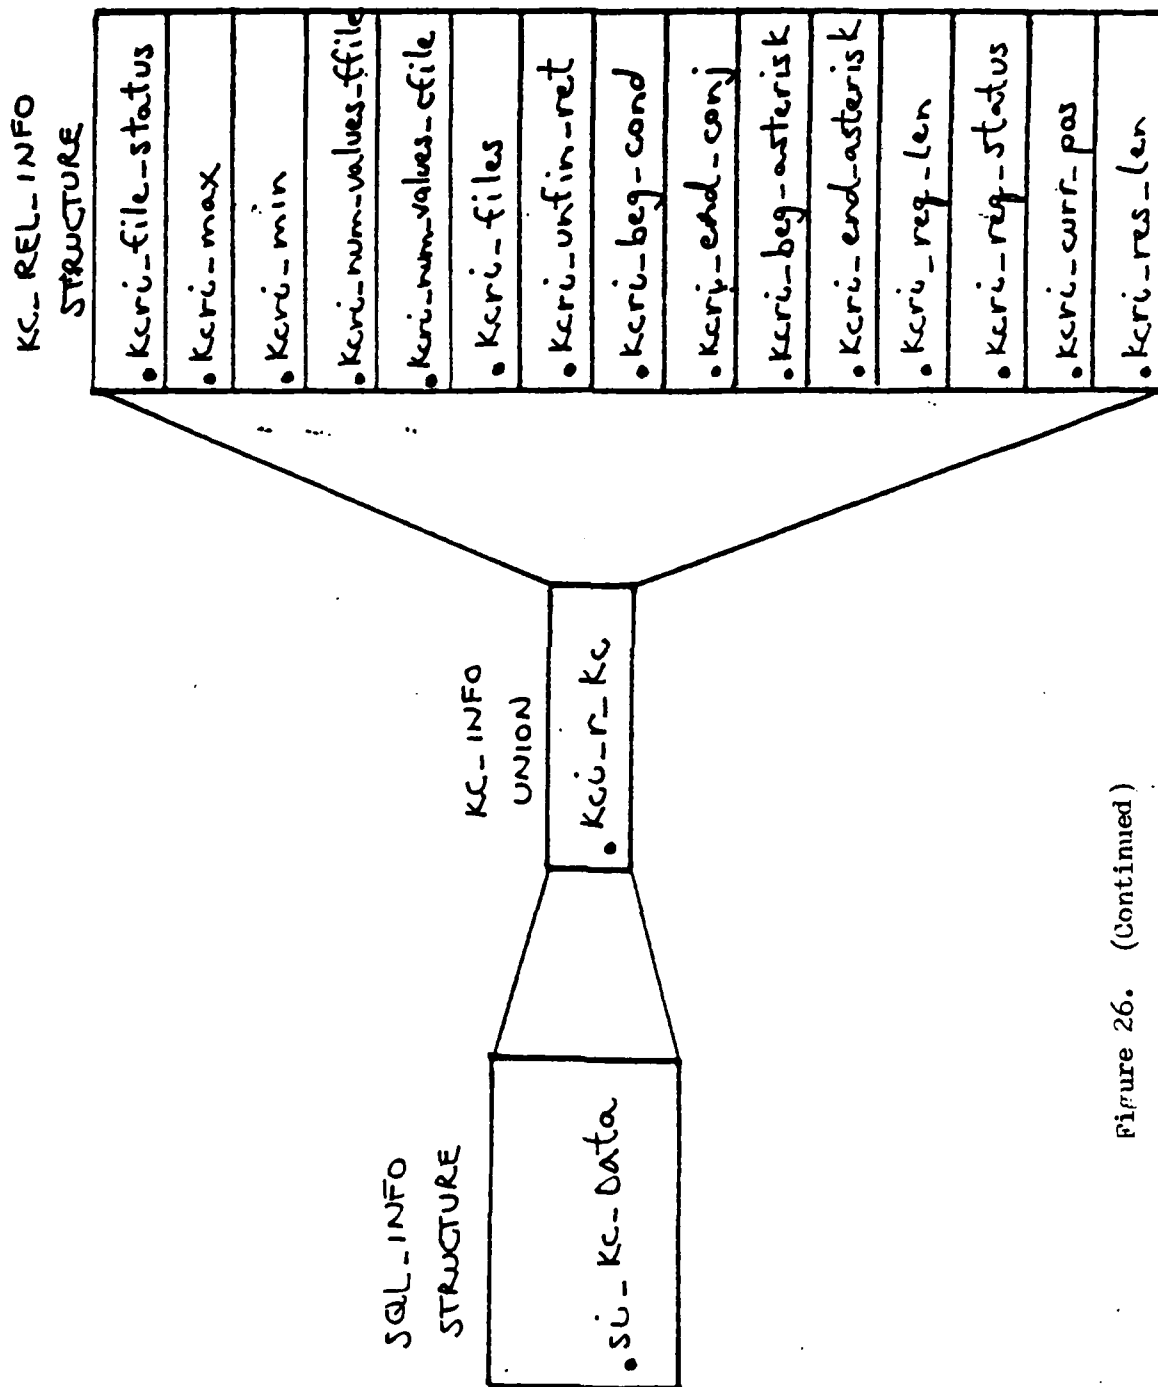 SQL_INFO
STRUCTURE
.si_Kc_Data
KC_INFO
UNION
.Kci_r_Kc
KC_REL_INFO
STRUCTURE
.Kcri_file_status
.Kcri_max
.Kcri_min
.Kcri_num_values_ffile
.Kcri_num_values_cfile
.Kcri_files
.Kcri_unfin_ret
.Kcri_beg_cond
.Kcri_end_conj
.Kcri_beg_asterisk
.Kcri_end_asterisk
.Kcri_req_len
.Kcri_req_status
.Kcri_curr_pos
.Kcri_res_len
Figure 26. (Continued)